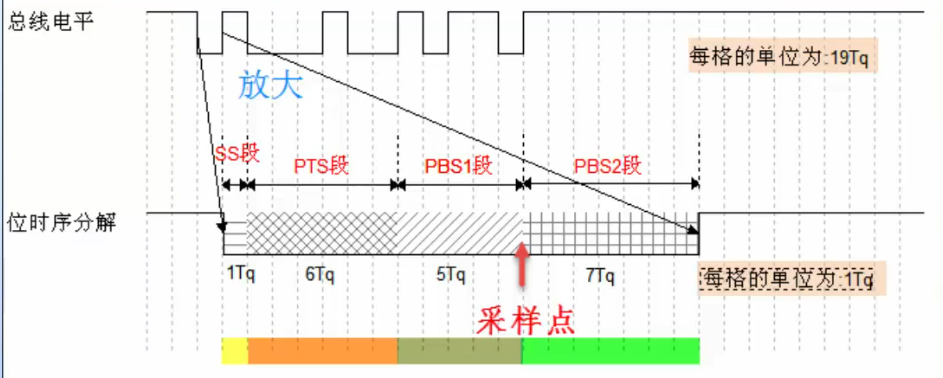 总线电平
每格的单位为:19Tq
放大
SS段
PTS段
PBS1段
PBS2段
位时序分解
1Tq
6Tq
5Tq
7Tq
每格的单位为:1Tq
采样点